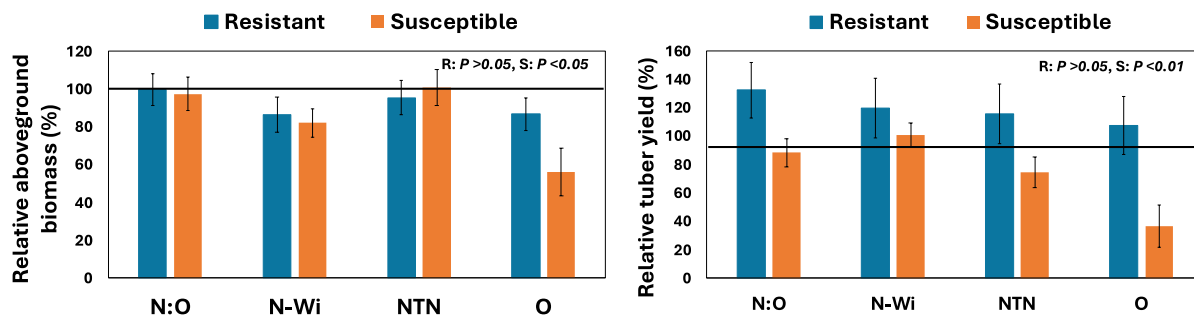 Resistant Susceptible
Relative aboveground
biomass (%)
120
100
80
60
40
20
0
R: P >0.05, S: P <0.05
N:O N-Wi NTN O
Resistant Susceptible
Relative tuber yield (%)
160
140
120
100
80
60
40
20
0
R: P >0.05, S: P <0.01
N:O N-Wi NTN O